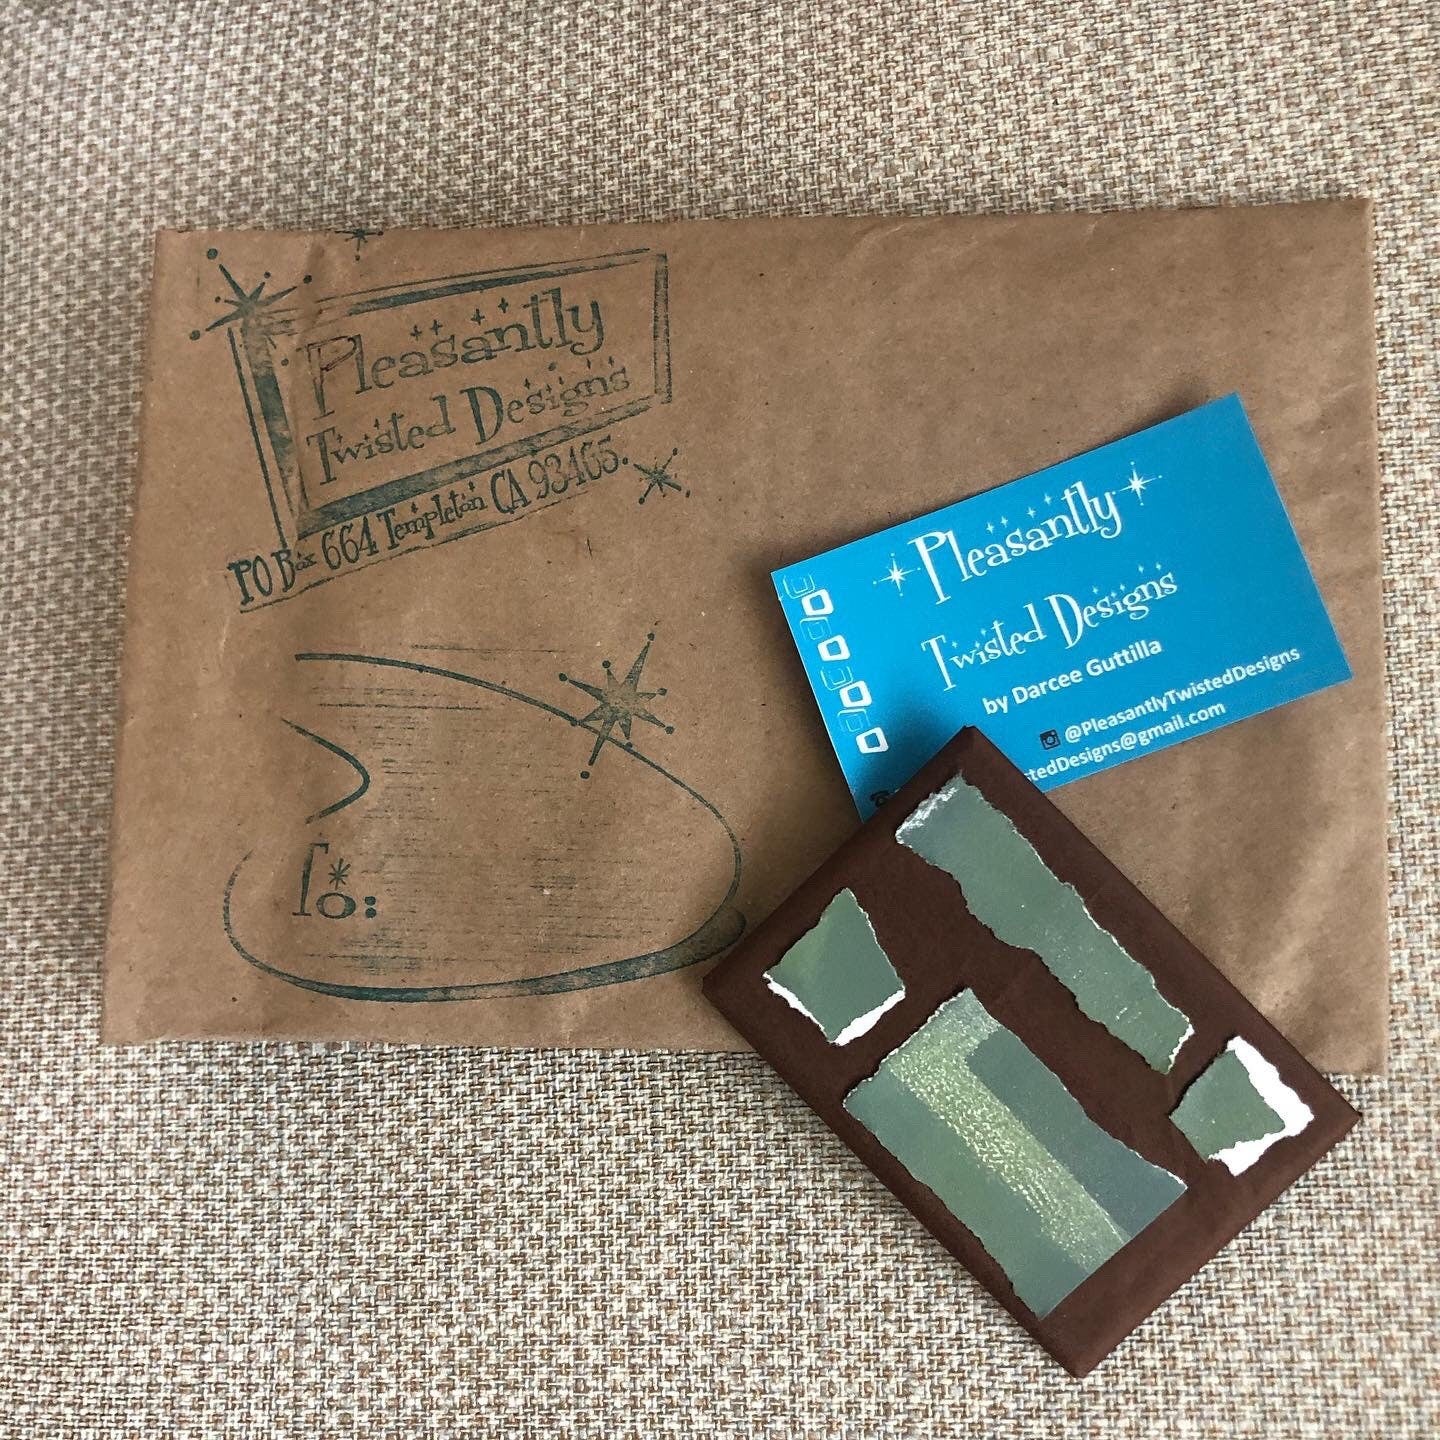 Pleasantly
Twisted Designs
PO Box 664 Templeton CA 93465.
To:
Pleasantly
Twisted Designs
by Darcee Guttilla
@PleasantlyTwistedDesigns
stedDesigns@gmail.com